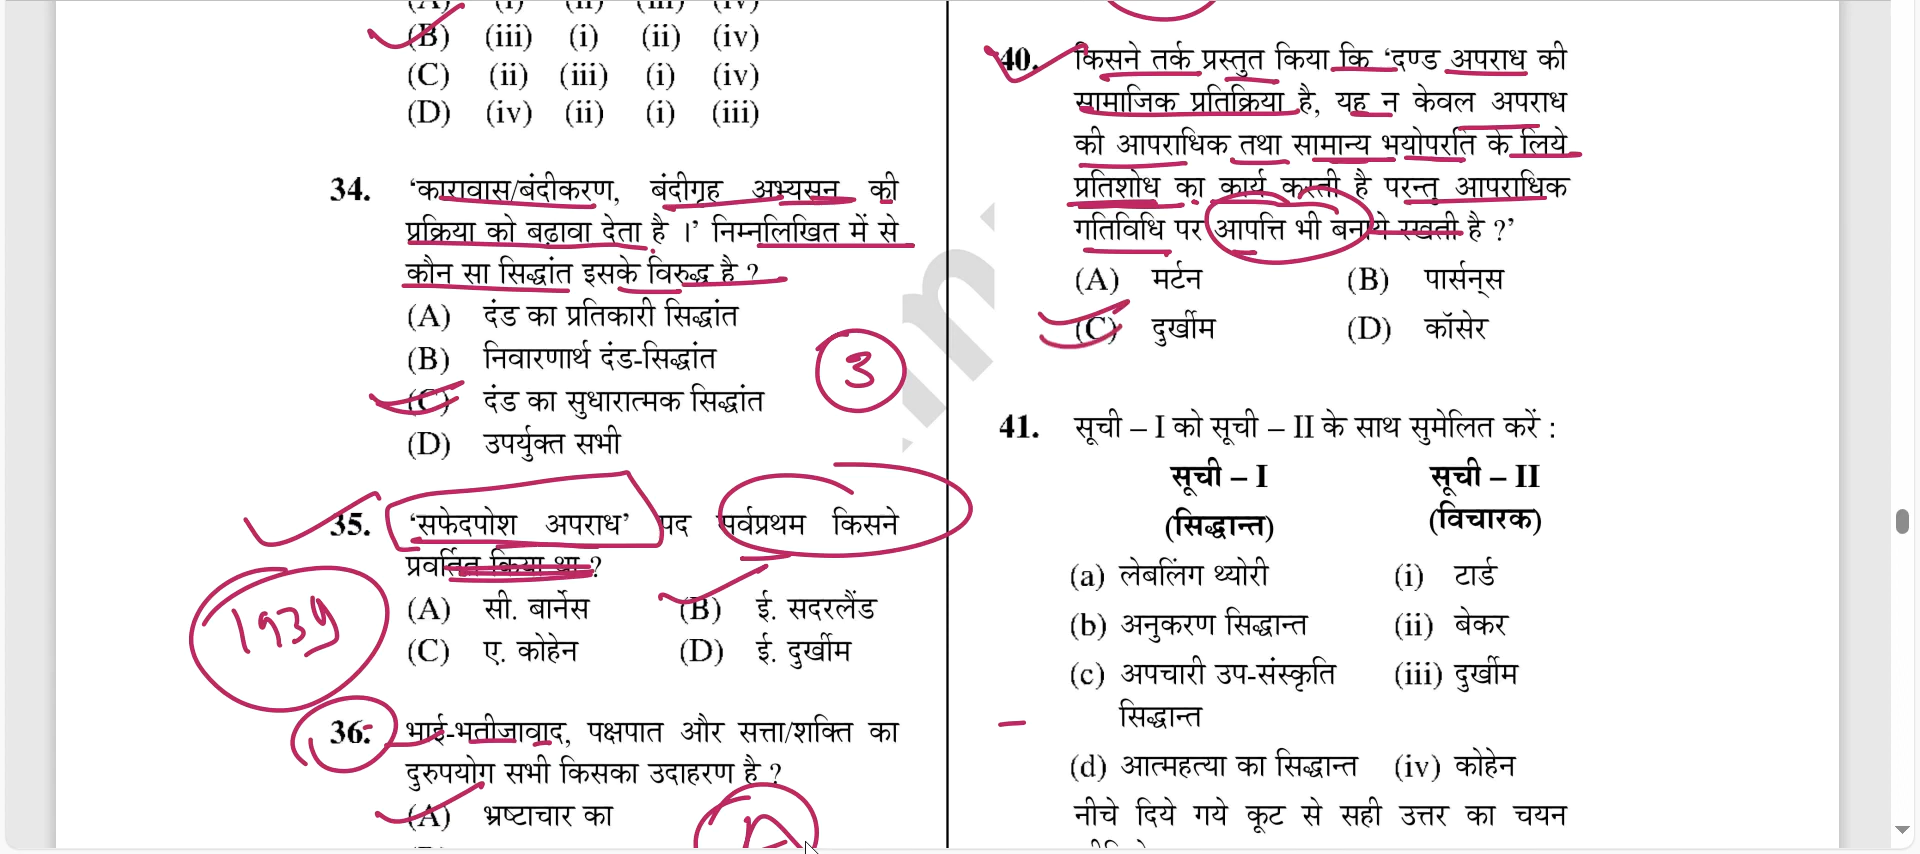 (A) (i) (ii) (iii) (iv)
(B) (iii) (i) (ii) (iv)
(C) (ii) (iii) (i) (iv)
(D) (iv) (ii) (i) (iii)
34. ‘कारावास/बंदीकरण, बंदीगृह अभ्यसन की
प्रक्रिया को बढ़ावा देता है ।’ निम्नलिखित में से
कौन सा सिद्धांत इसके विरुद्ध है ?
(A) दंड का प्रतिकारी सिद्धांत
(B) निवारणार्थ दंड-सिद्धांत
(C) दंड का सुधारात्मक सिद्धांत
(D) उपर्युक्त सभी
3
35. ‘सफेदपोश अपराध’ पद सर्वप्रथम किसने
प्रवर्तित किया था ?
(A) सी. बार्नेस (B) ई. सदरलैंड
(C) ए. कोहेन (D) ई. दुर्खीम
1939
36. भाई-भतीजावाद, पक्षपात और सत्ता/शक्ति का
दुरुपयोग सभी किसका उदाहरण है ?
(A) भ्रष्टाचार का
40. किसने तर्क प्रस्तुत किया कि ‘दण्ड अपराध की
सामाजिक प्रतिक्रिया है, यह न केवल अपराध
की आपराधिक तथा सामान्य भयोपरति के लिये
प्रतिशोध का कार्य करती है परन्तु आपराधिक
गतिविधि पर आपत्ति भी बनाये रखती है ?’
(A) मर्टन (B) पार्सन्स
(C) दुर्खीम (D) कॉसेर
41. सूची – I को सूची – II के साथ सुमेलित करें :
सूची – I सूची – II
(सिद्धान्त) (विचारक)
(a) लेबलिंग थ्योरी (i) टार्ड
(b) अनुकरण सिद्धान्त (ii) बेकर
(c) अपचारी उप-संस्कृति (iii) दुर्खीम
सिद्धान्त
(d) आत्महत्या का सिद्धान्त (iv) कोहेन
नीचे दिये गये कूट से सही उत्तर का चयन